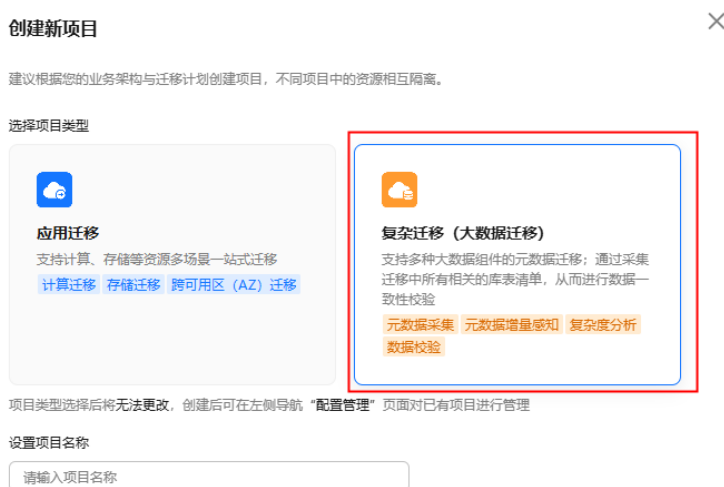 创建新项目
建议根据您的业务架构与迁移计划创建项目，不同项目中的资源相互隔离。
选择项目类型
应用迁移
支持计算、存储等资源多场景一站式迁移
计算迁移 存储迁移 跨可用区（AZ）迁移
复杂迁移（大数据迁移）
支持多种大数据组件的元数据迁移；通过采集
迁移中所有相关的库表清单，从而进行数据一
致性校验
元数据采集 元数据增量感知 复杂度分析
数据校验
项目类型选择后将无法更改，创建后可在左侧导航“配置管理”页面对已有项目进行管理
设置项目名称
请输入项目名称